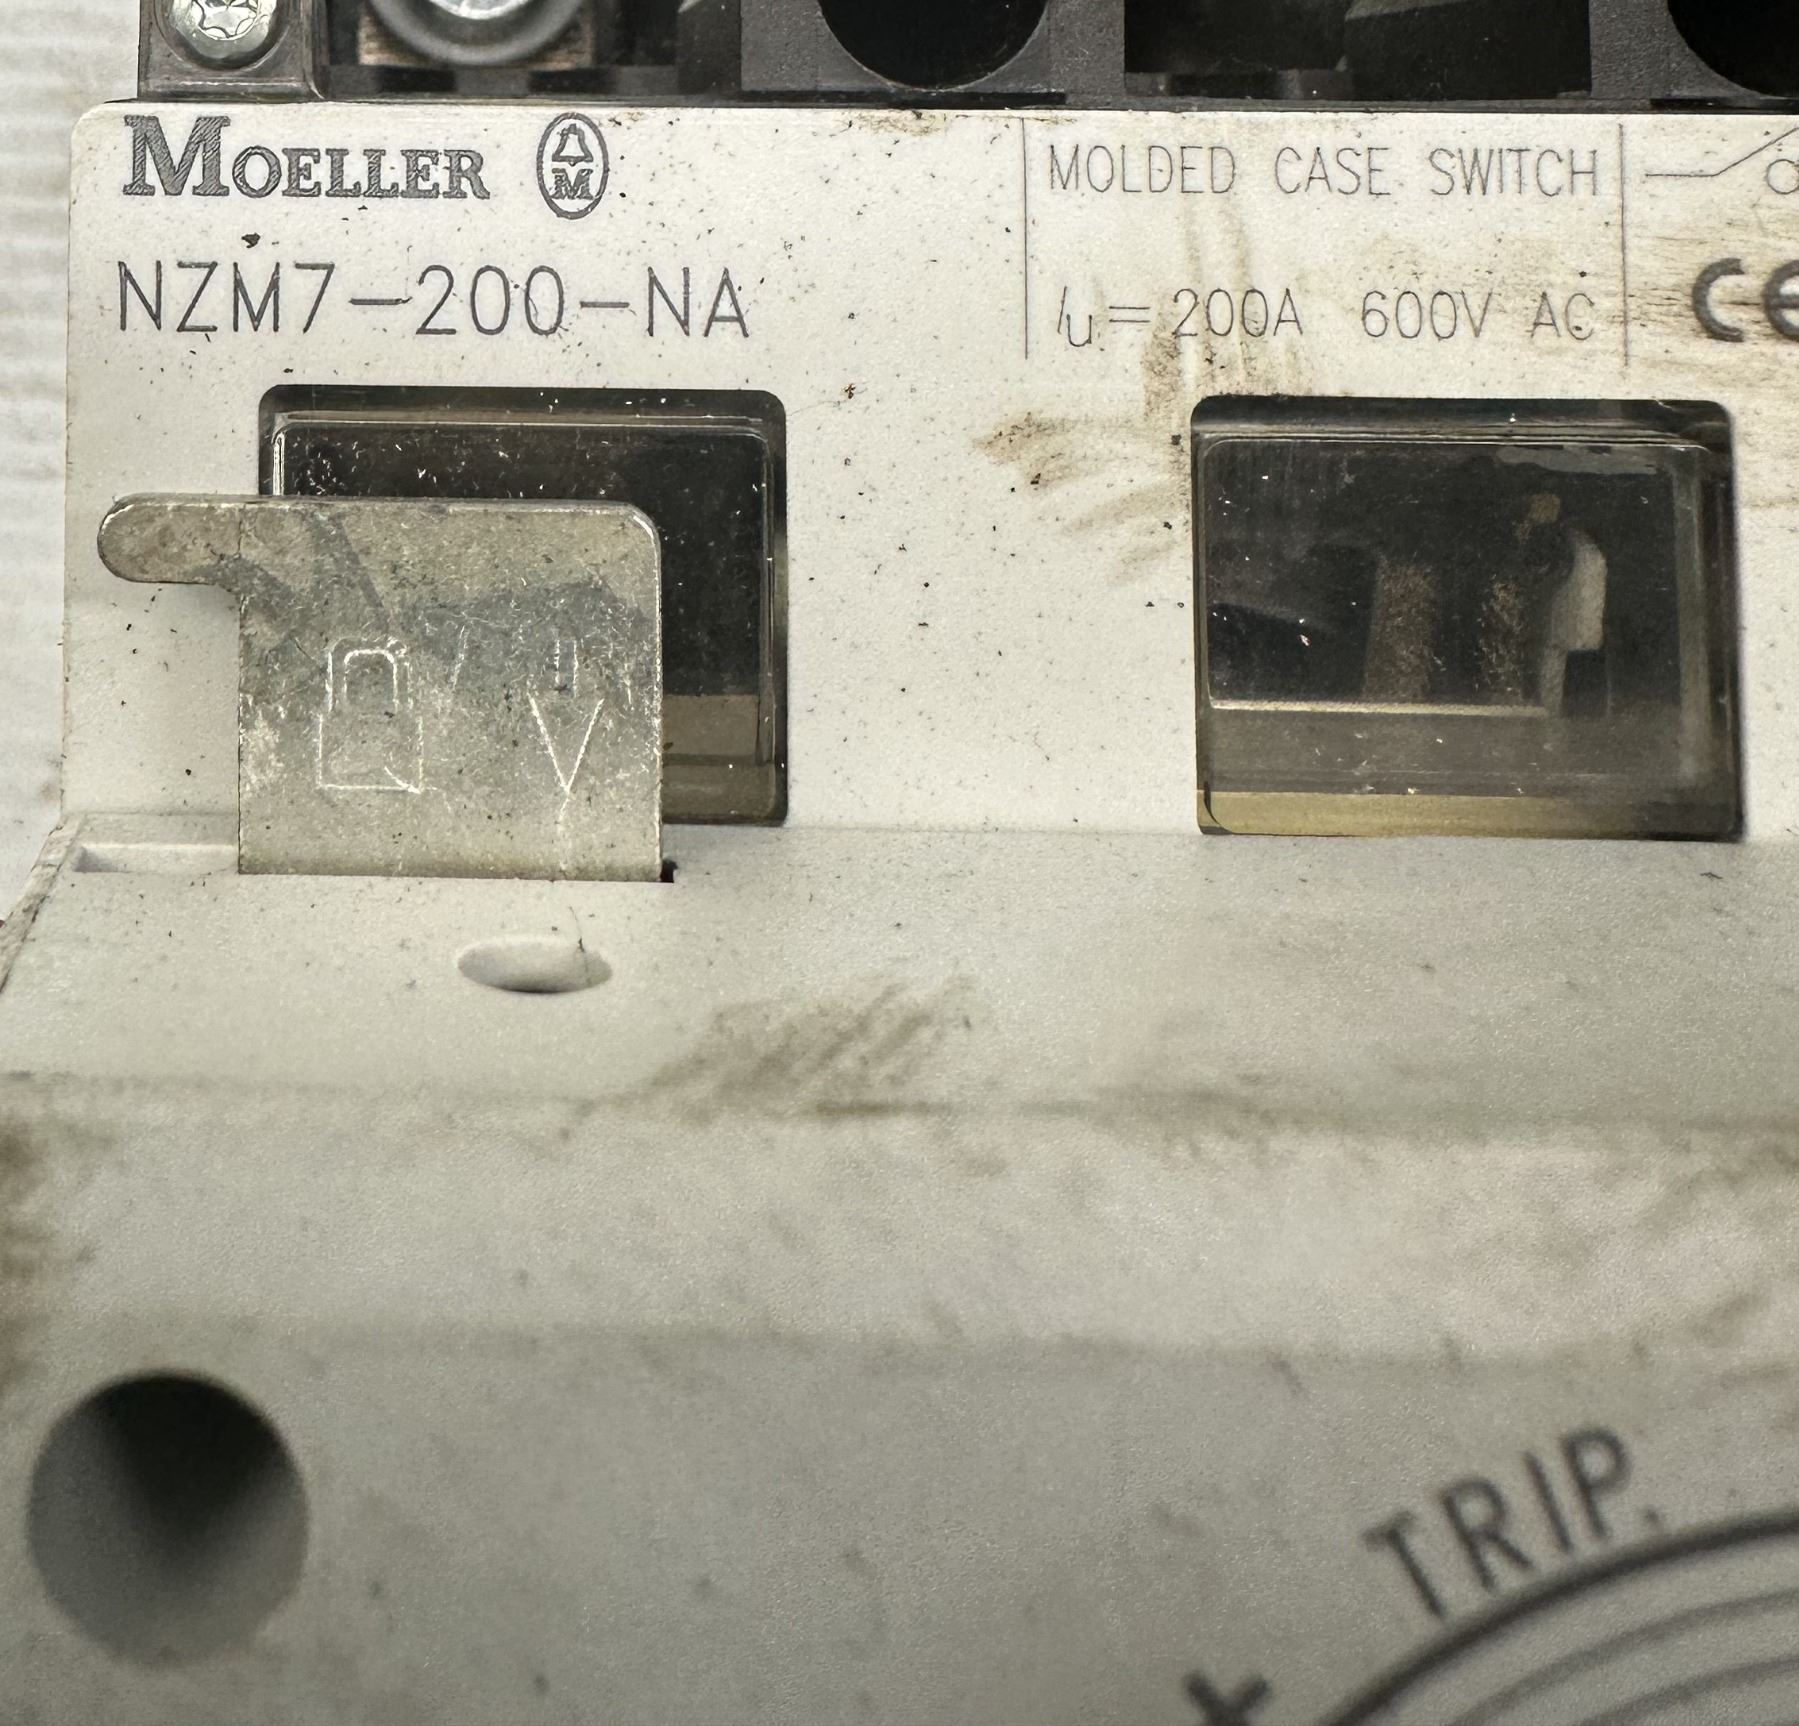 MOELLER M
NZM7-200-NA
MOLDED CASE SWITCH
Iu = 200A 600V AC
CE
TRIP